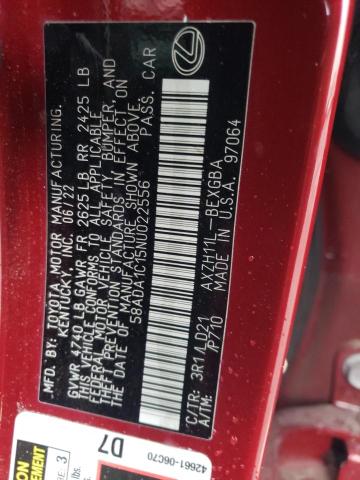 MFD. BY: TOYOTA MOTOR MANUFACTURING.
KENTUCKY, INC. 06/22
GVWR 4740 LB GAWR FR 2625 LB RR 2425 LB
THIS VEHICLE CONFORMS TO ALL APPLICABLE
FEDERAL MOTOR VEHICLE SAFETY, BUMPER, AND
THEFT PREVENTION STANDARDS IN EFFECT ON
THE DATE OF MANUFACTURE SHOWN ABOVE.
58ADA1C15NU022556 PASS. CAR
C/TR: 3R1/LD21 AXZH11L-BEXGBA
A/TM: /P710 MADE IN U.S.A. 97064
42661-06C70
D7
3
lbs.